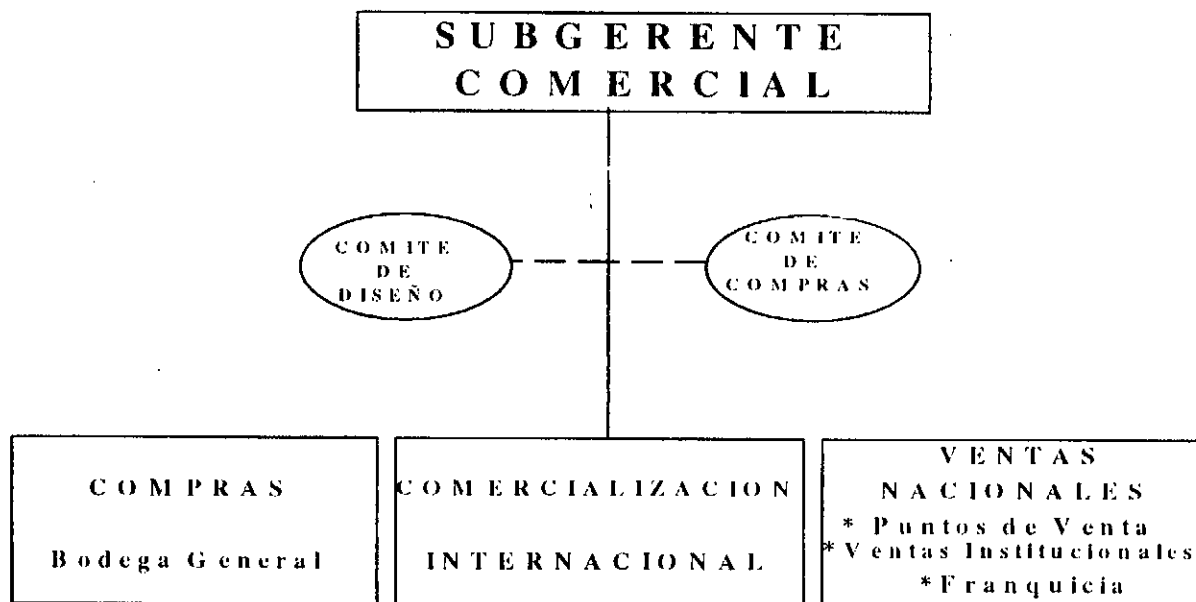 SUBGERENTE
COMERCIAL
COMITE
DE
DISEÑO
COMITE
DE
COMPRAS
COMPRAS
Bodega General
COMERCIALIZACION
INTERNACIONAL
VENTAS
NACIONALES
* Puntos de Venta
*Ventas Institucionales
*Franquicia